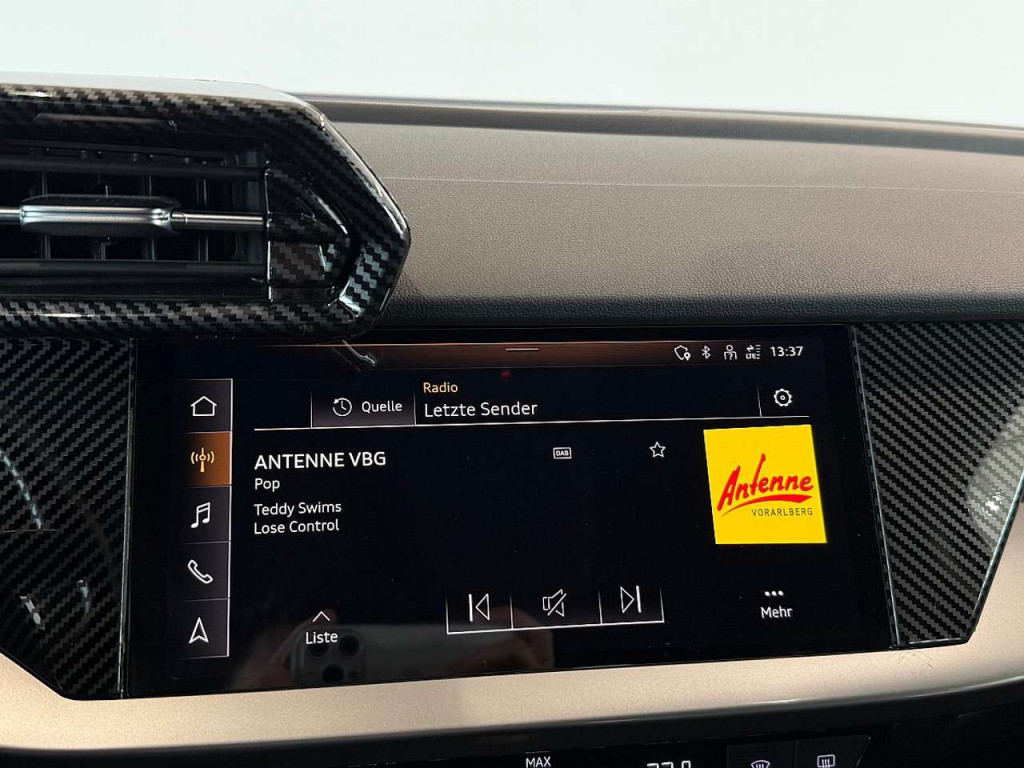 LTE
13:37
Quelle
Radio
Letzte Sender
ANTENNE VBG
DAB
Pop
Teddy Swims
Lose Control
Antenne
VORARLBERG
Liste
Mehr
MAX